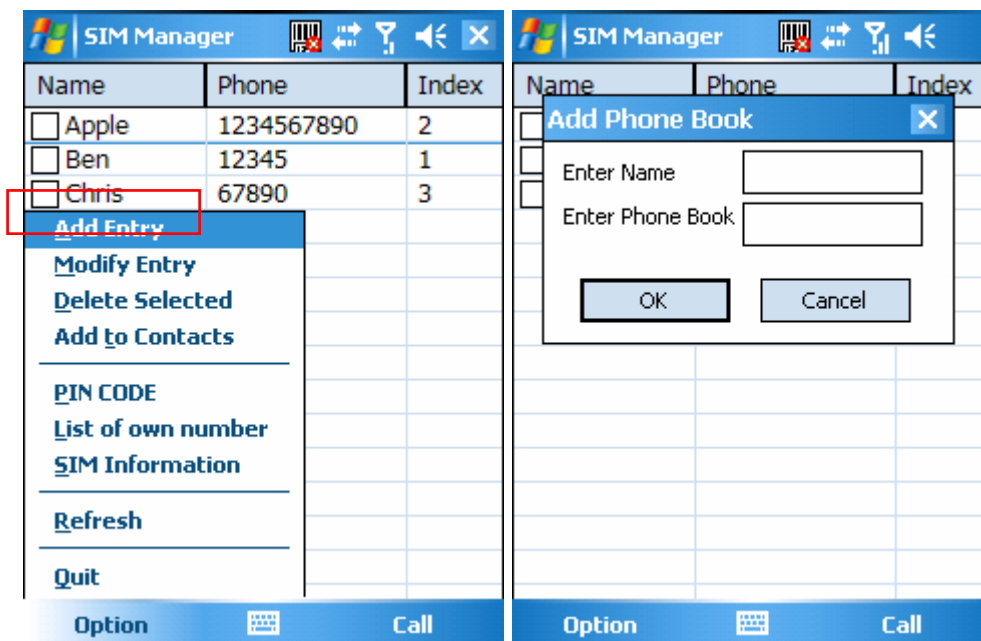 SIM Manager
Name Phone Index
Apple 1234567890 2
Ben 12345 1
Chris 67890 3
Add Entry
Modify Entry
Delete Selected
Add to Contacts
PIN CODE
List of own number
SIM Information
Refresh
Quit
Option Call
SIM Manager
Name Phone Index
Add Phone Book
Enter Name
Enter Phone Book
OK Cancel
Option Call